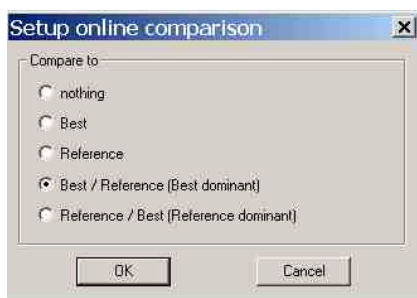 Setup online comparison
Compare to
nothing
Best
Reference
Best / Reference (Best dominant)
Reference / Best (Reference dominant)
OK
Cancel